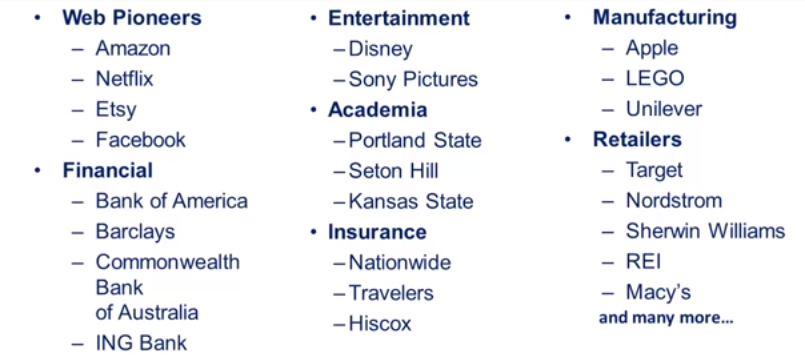 • Web Pioneers
– Amazon
– Netflix
– Etsy
– Facebook
• Financial
– Bank of America
– Barclays
– Commonwealth
Bank
of Australia
– ING Bank
• Entertainment
– Disney
– Sony Pictures
• Academia
– Portland State
– Seton Hill
– Kansas State
• Insurance
– Nationwide
– Travelers
– Hiscox
• Manufacturing
– Apple
– LEGO
– Unilever
• Retailers
– Target
– Nordstrom
– Sherwin Williams
– REI
– Macy’s
and many more...